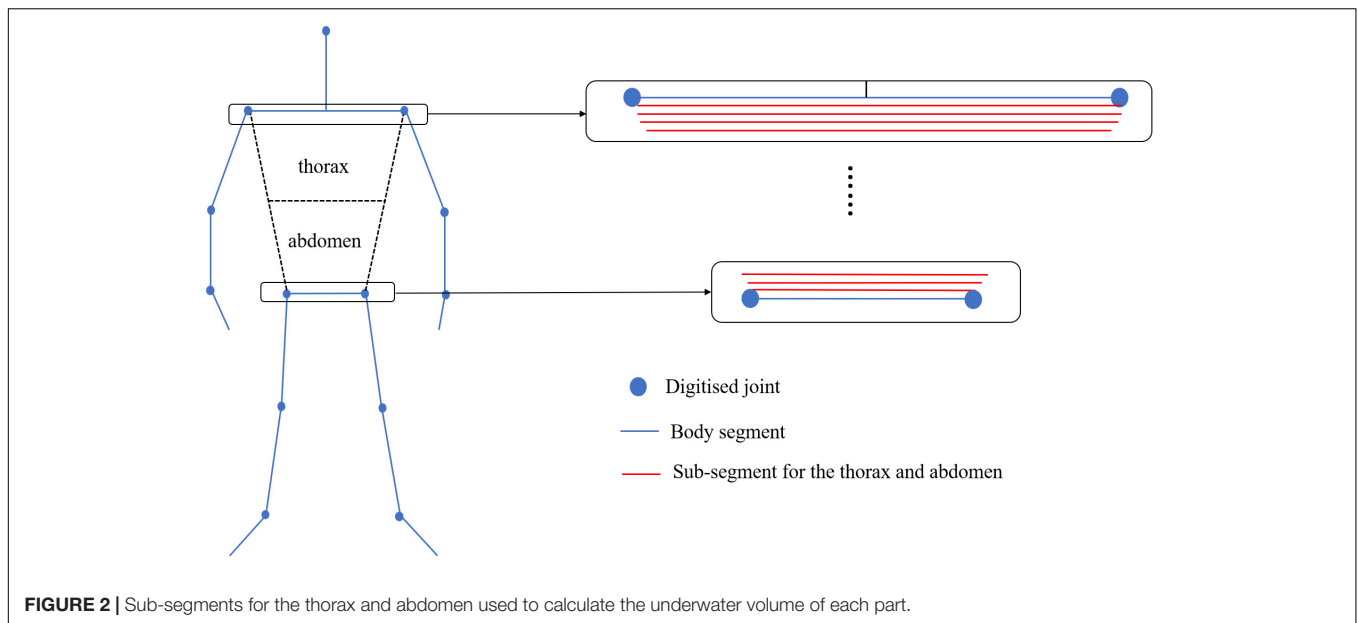 thorax
abdomen
Digitised joint
Body segment
Sub-segment for the thorax and abdomen
FIGURE 2 | Sub-segments for the thorax and abdomen used to calculate the underwater volume of each part.